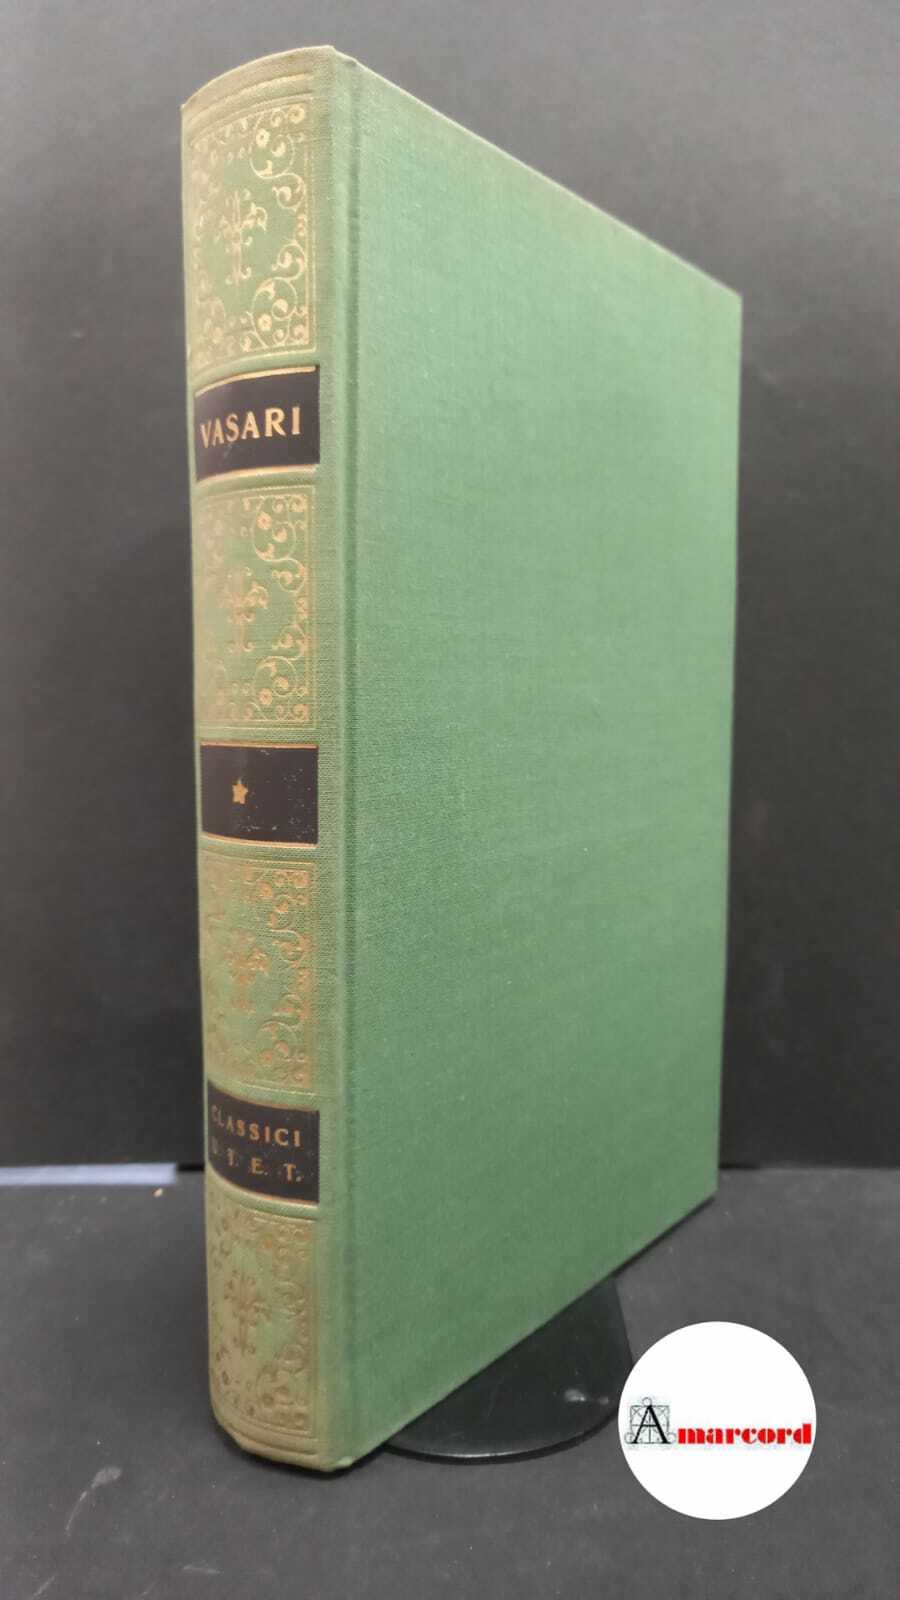 VASARI
CLASSICI
U. T. E. T.
Amarcord